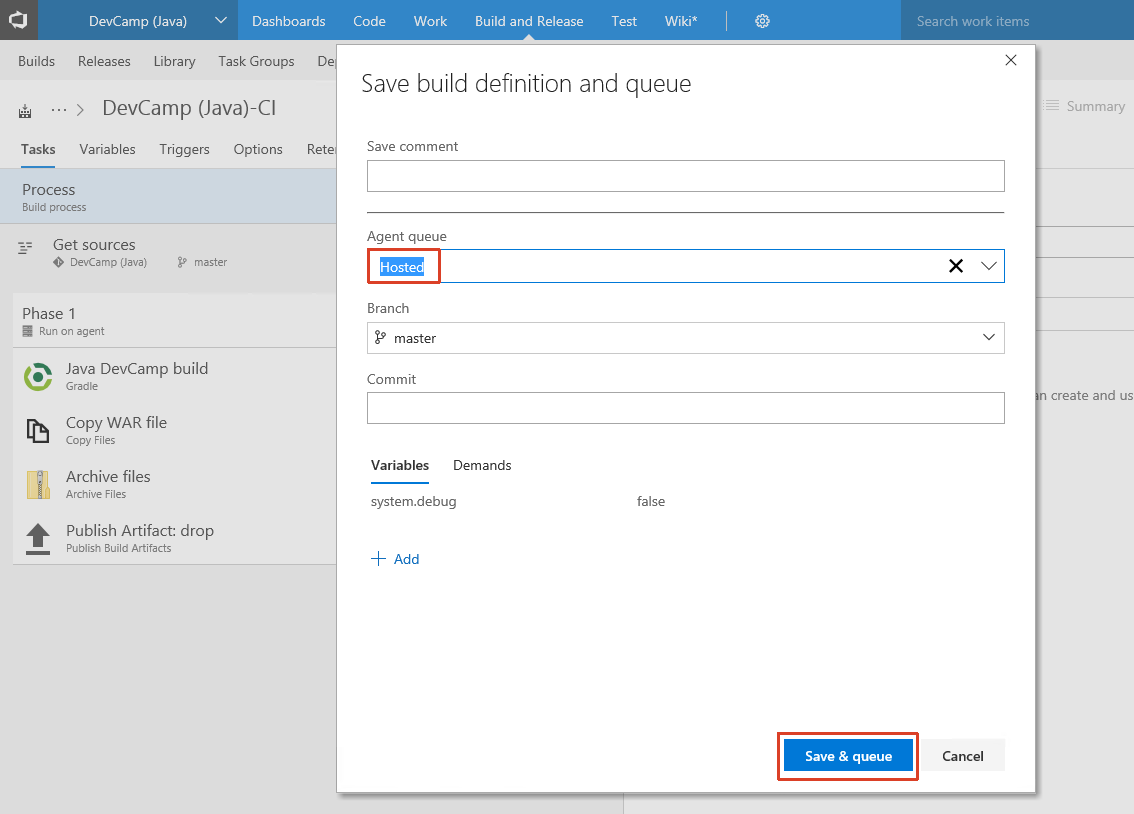 DevCamp (Java) Dashboards Code Work Build and Release Test Wiki* Search work items
Builds Releases Library Task Groups
DevCamp (Java)-CI
Summary
Tasks Variables Triggers Options
Process
Build process
Get sources
DevCamp (Java) master
Phase 1
Run on agent
Java DevCamp build
Gradle
Copy WAR file
Copy Files
Archive files
Archive Files
Publish Artifact: drop
Publish Build Artifacts
Save build definition and queue
Save comment
Agent queue
Hosted
Branch
master
Commit
Variables Demands
system.debug false
Add
Save & queue Cancel
create and us